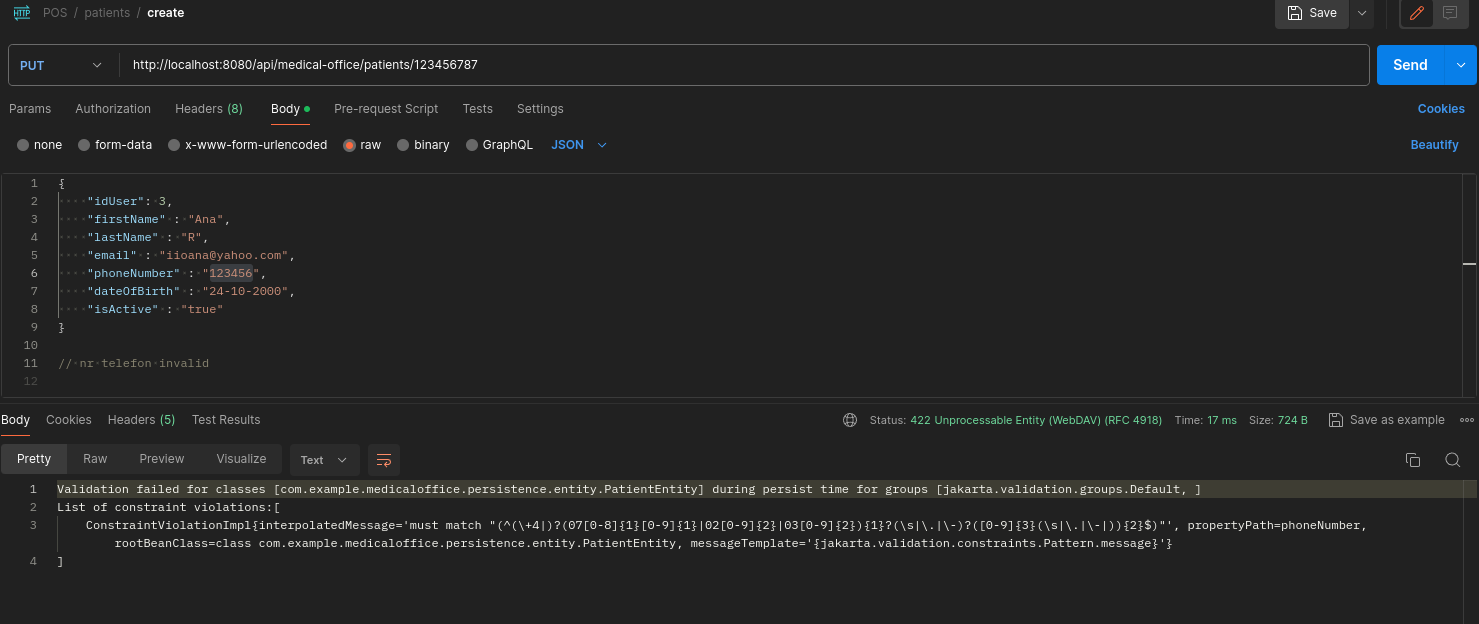 HTTP POS / patients / create Save
PUT http://localhost:8080/api/medical-office/patients/123456787 Send
Params Authorization Headers (8) Body Pre-request Script Tests Settings Cookies
none form-data x-www-form-urlencoded raw binary GraphQL JSON Beautify
1 {
2 "idUser": 3,
3 "firstName" : "Ana",
4 "lastName" : "R",
5 "email" : "iioana@yahoo.com",
6 "phoneNumber" : "123456",
7 "dateOfBirth" : "24-10-2000",
8 "isActive" : "true"
9 }
10
11 // nr telefon invalid
12
Body Cookies Headers (5) Test Results Status: 422 Unprocessable Entity (WebDAV) (RFC 4918) Time: 17 ms Size: 724 B Save as example
Pretty Raw Preview Visualize Text
1 Validation failed for classes [com.example.medicaloffice.persistence.entity.PatientEntity] during persist time for groups [jakarta.validation.groups.Default, ]
2 List of constraint violations:[
3 ConstraintViolationImpl{interpolatedMessage='must match "(^(\+4|)?(07[0-8]{1}[0-9]{1}|02[0-9]{2}|03[0-9]{2}){1}?(\s|\.|\-)?([0-9]{3}(\s|\.|\-|)){2}$)"', propertyPath=phoneNumber,
rootBeanClass=class com.example.medicaloffice.persistence.entity.PatientEntity, messageTemplate='{jakarta.validation.constraints.Pattern.message}'}
4 ]